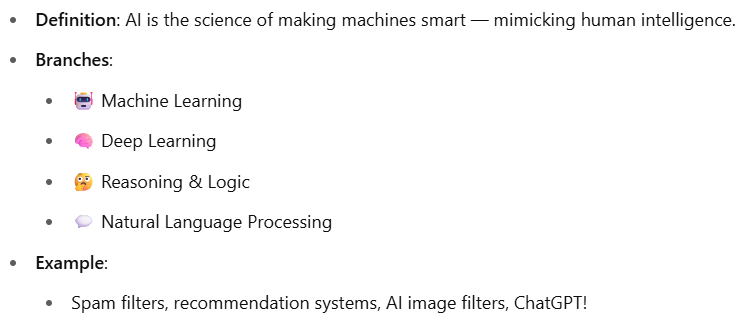 Definition: AI is the science of making machines smart — mimicking human intelligence.
Branches:
🤖 Machine Learning
🧠 Deep Learning
🤔 Reasoning & Logic
💬 Natural Language Processing
Example:
Spam filters, recommendation systems, AI image filters, ChatGPT!